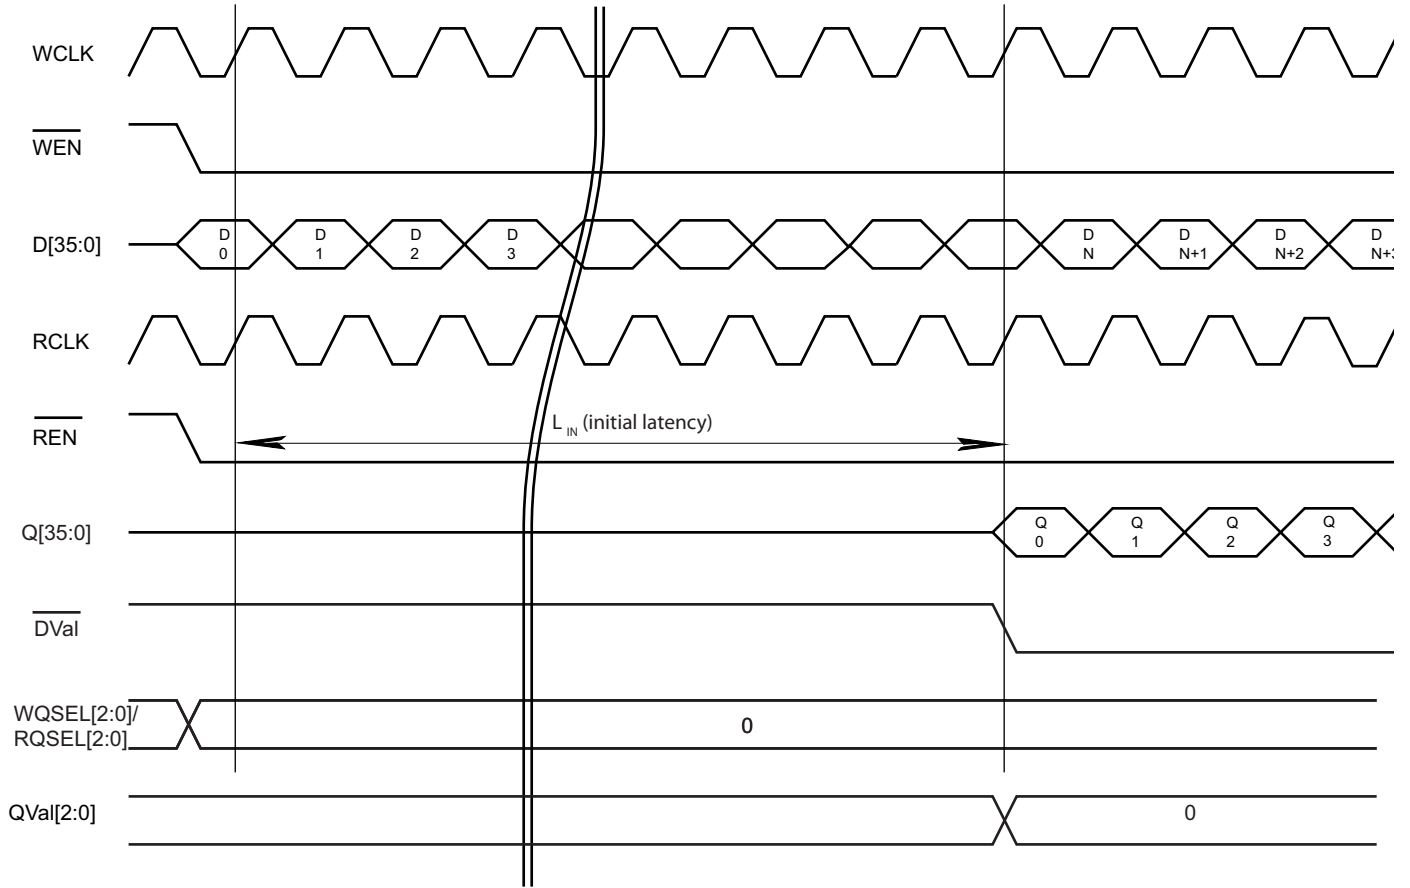 WCLK
WEN
D[35:0]
D
0
D
1
D
2
D
3
D
N
D
N+1
D
N+2
D
N+3
RCLK
REN
L IN (initial latency)
Q[35:0]
Q
0
Q
1
Q
2
Q
3
DVal
WQSEL[2:0]/
RQSEL[2:0]
0
QVal[2:0]
0